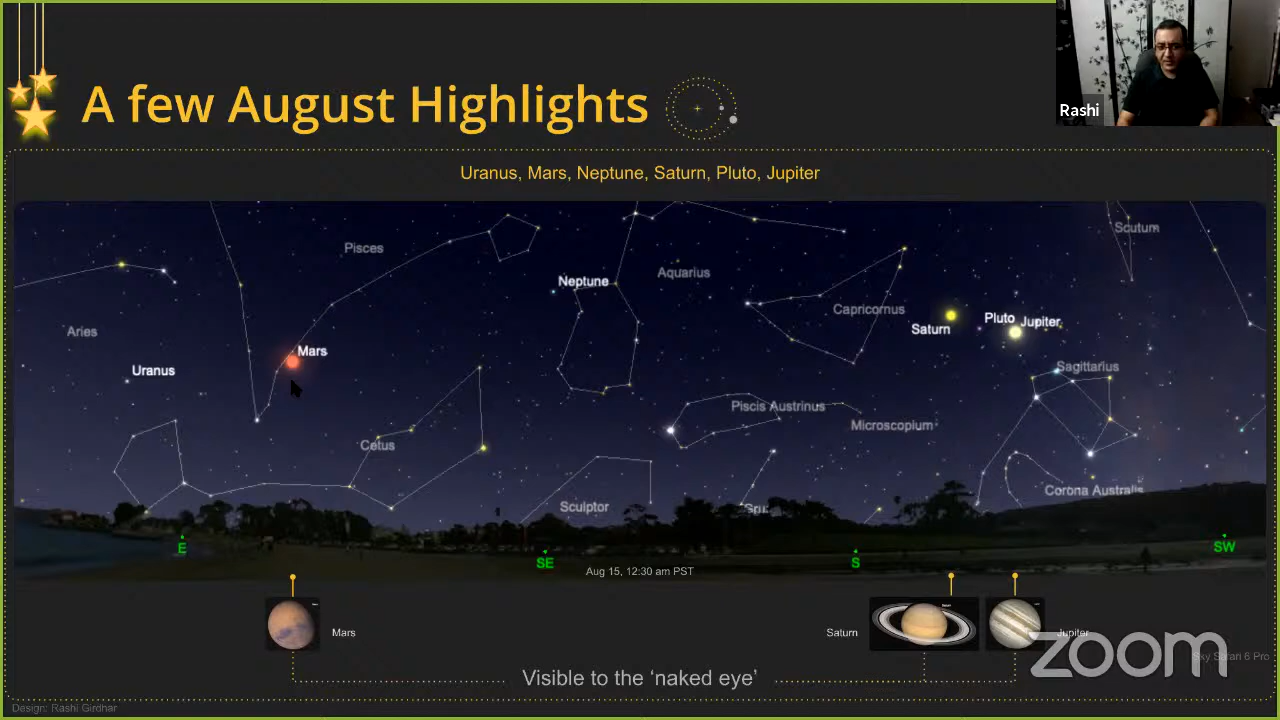 A few August Highlights
Rashi
Uranus, Mars, Neptune, Saturn, Pluto, Jupiter
Scutum
Pisces
Aquarius
Neptune
Capricornus
Pluto
Jupiter
Saturn
Aries
Mars
Uranus
Sagittarius
Piscis Austrinus
Microscopium
Cetus
Corona Australis
Sculptor
Grus
E
SE
S
SW
Aug 15, 12:30 am PST
Mars
Saturn
Jupiter
zoom
Sky Safari 6 Pro
Visible to the ‘naked eye’
Design: Rashi Girdhar